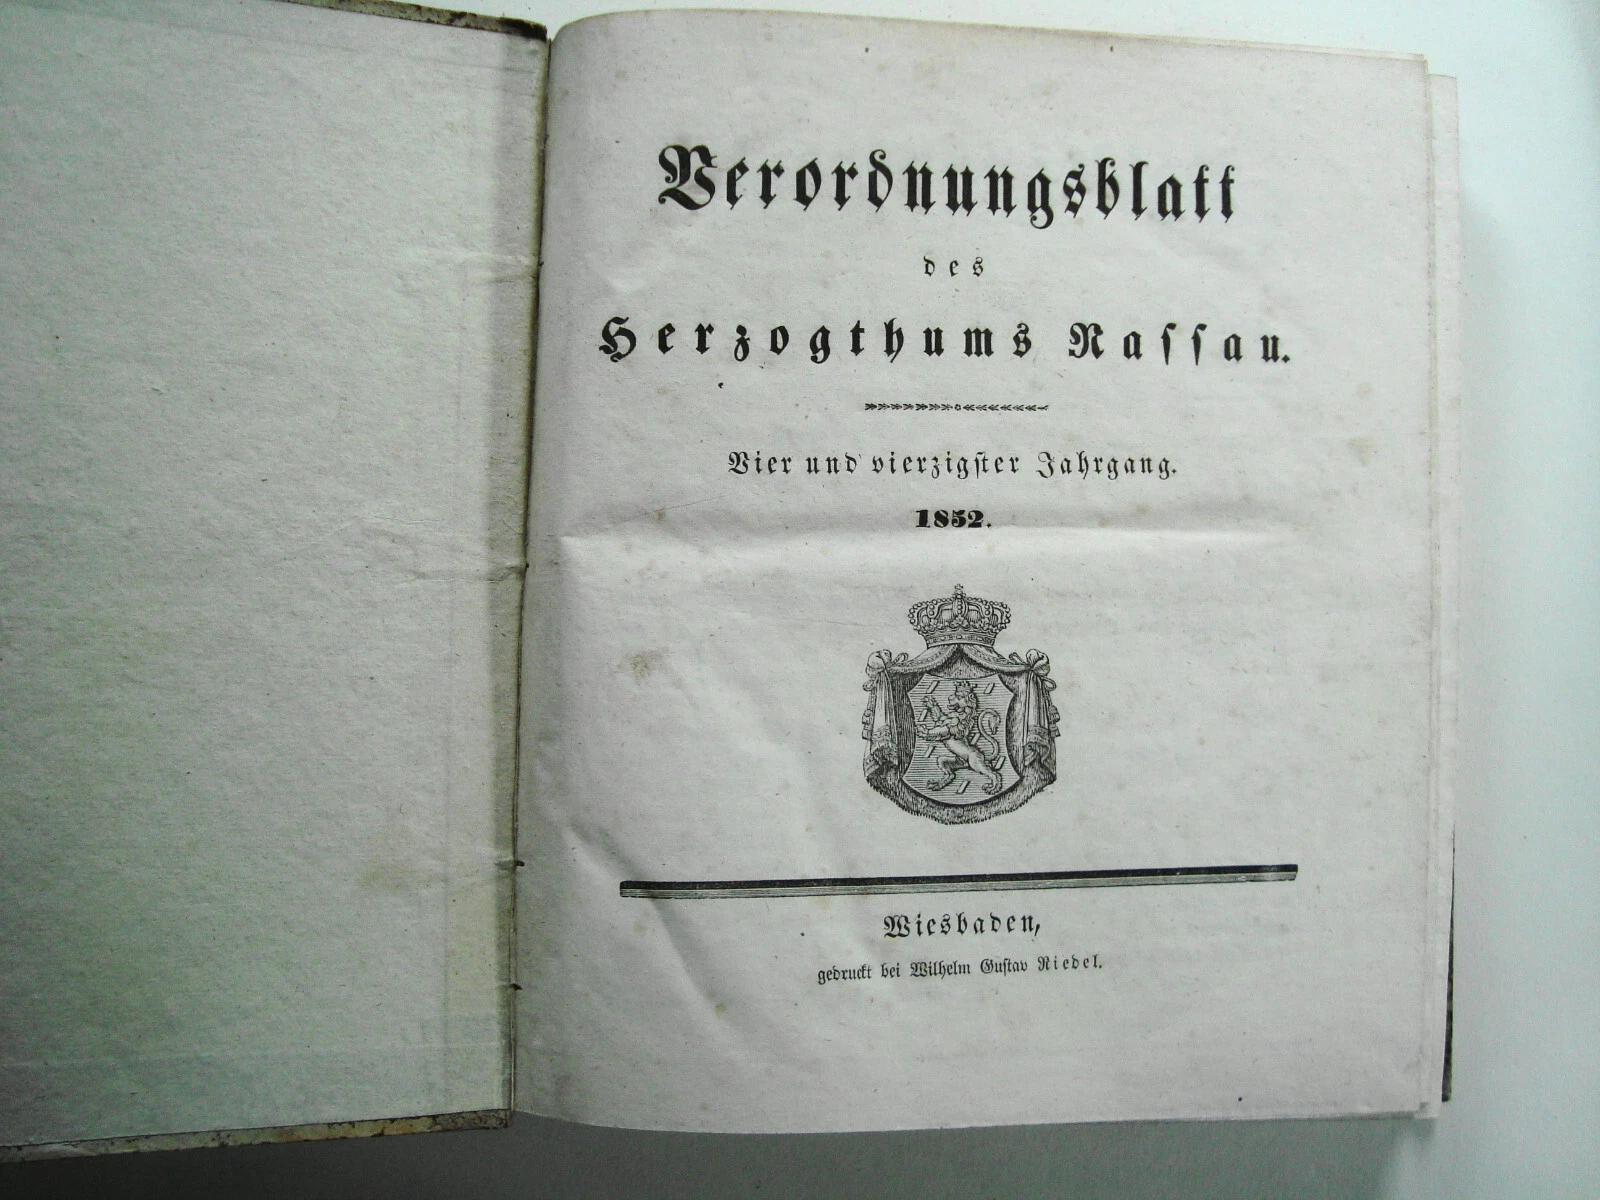 Verordnungsblatt
des
Herzogthums Naſſau.
Vier und vierzigſter Jahrgang.
1852.
Wiesbaden,
gedruckt bei Wilhelm Guſtav Riedel.